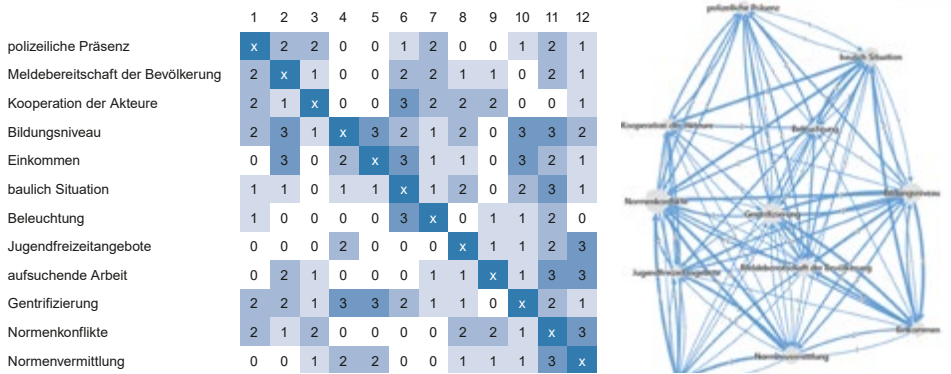 1 2 3 4 5 6 7 8 9 10 11 12
polizeiliche Präsenz x 2 2 0 0 1 2 0 0 1 2 1
Meldebereitschaft der Bevölkerung 2 x 1 0 0 2 2 1 1 0 2 1
Kooperation der Akteure 2 1 x 0 0 3 2 2 2 0 0 1
Bildungsniveau 2 3 1 x 3 2 1 2 0 3 3 2
Einkommen 0 3 0 2 x 3 1 1 0 3 2 1
baulich Situation 1 1 0 1 1 x 1 2 0 2 3 1
Beleuchtung 1 0 0 0 0 3 x 0 1 1 2 0
Jugendfreizeitangebote 0 0 0 2 0 0 0 x 1 1 2 3
aufsuchende Arbeit 0 2 1 0 0 0 1 1 x 1 3 3
Gentrifizierung 2 2 1 3 3 2 1 1 0 x 2 1
Normenkonflikte 2 1 2 0 0 0 0 2 2 1 x 3
Normenvermittlung 0 0 1 2 2 0 0 1 1 1 3 x
polizeiliche Präsenz
baulich Situation
Kooperation der Akteure
Beleuchtung
Bildungsniveau
Normenkonflikte
Gentrifizierung
Meldebereitschaft der Bevölkerung
Jugendfreizeitangebote
Einkommen
Normenvermittlung